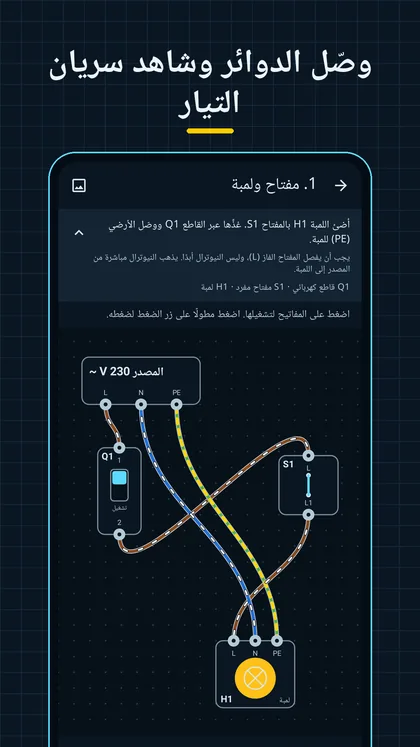 وصّل الدوائر وشاهد سريان
التيار
1. مفتاح ولمبة
أضئ اللمبة H1 بالمفتاح S1. غذِّها عبر القاطع Q1 ووصل الأرضي
(PE) للمبة.
يجب أن يفصل المفتاح الفاز (L)، وليس النيوترال أبدًا. يذهب النيوترال مباشرة من
المصدر إلى اللمبة.
Q1 قاطع كهربائي · S1 مفتاح مفرد · H1 لمبة
اضغط على المفاتيح لتشغيلها. اضغط مطولًا على زر الضغط لضغطه.
المصدر 230 V ~
L N PE
Q1 1
تشغيل
2
S1 L
L1
L N PE
H1 لمبة